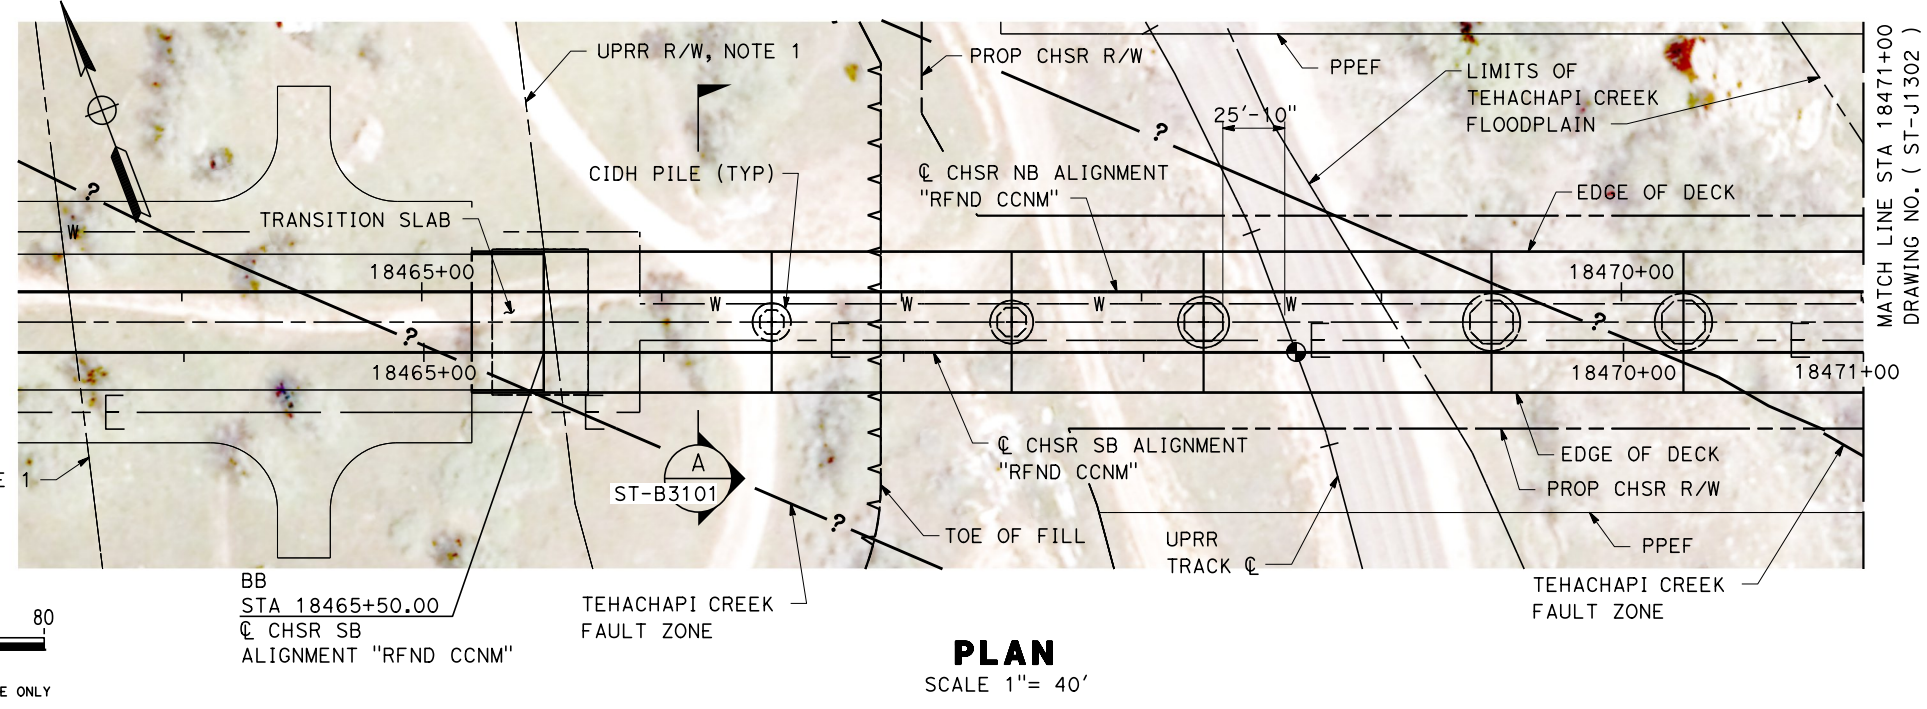 UPRR R/W, NOTE 1
PROP CHSR R/W
PPEF
LIMITS OF
TEHACHAPI CREEK
FLOODPLAIN
25'-10"
?
?
CIDH PILE (TYP)
℄ CHSR NB ALIGNMENT
"RFND CCNM"
EDGE OF DECK
TRANSITION SLAB
W
18465+00
18470+00
W
W
W
W
?
?
18465+00
18470+00
18471+00
E
E
E
E
E
℄ CHSR SB ALIGNMENT
"RFND CCNM"
EDGE OF DECK
PROP CHSR R/W
A
ST-B3101
E 1
?
TOE OF FILL
UPRR
TRACK ℄
PPEF
BB
STA 18465+50.00
℄ CHSR SB
ALIGNMENT "RFND CCNM"
TEHACHAPI CREEK
FAULT ZONE
TEHACHAPI CREEK
FAULT ZONE
80
E ONLY
PLAN
SCALE 1"= 40'
MATCH LINE STA 18471+00
DRAWING NO. ( ST-J1302 )